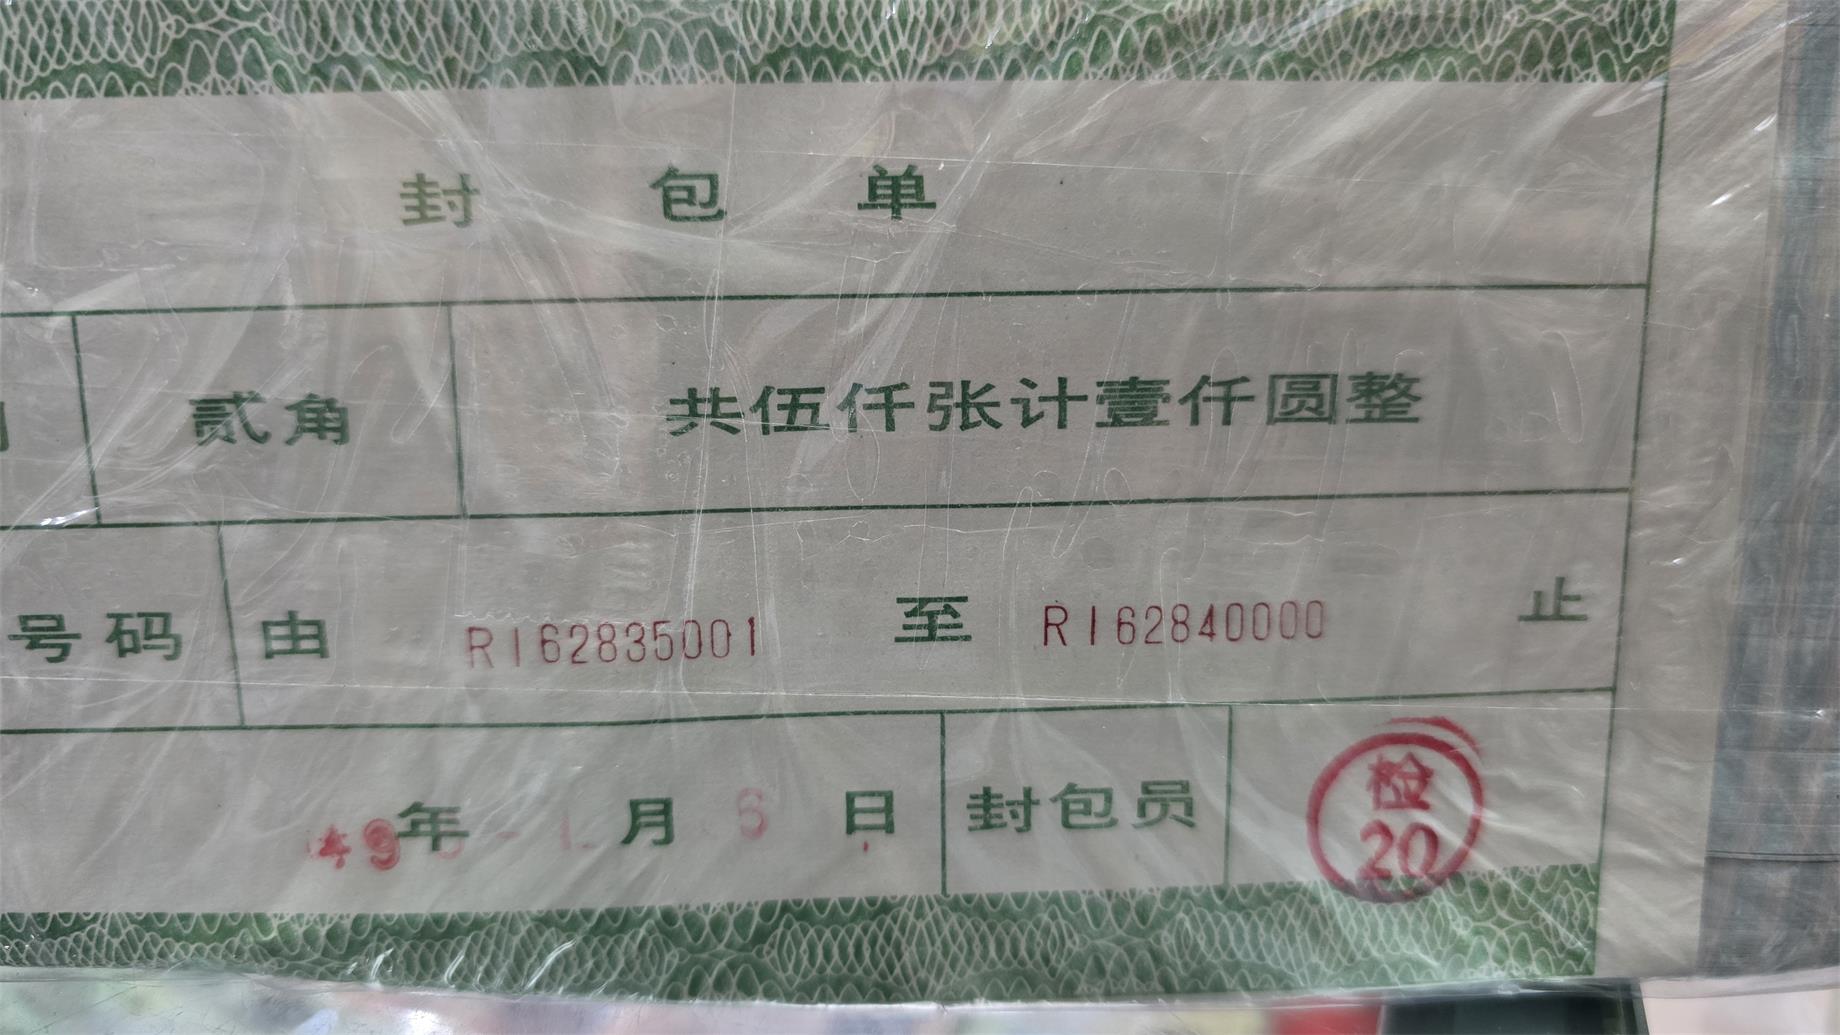 封 包 单
贰角 共伍仟张计壹仟圆整
号码 由 RI62835001 至 RI62840000 止
年 月 6 日 封包员 检
20